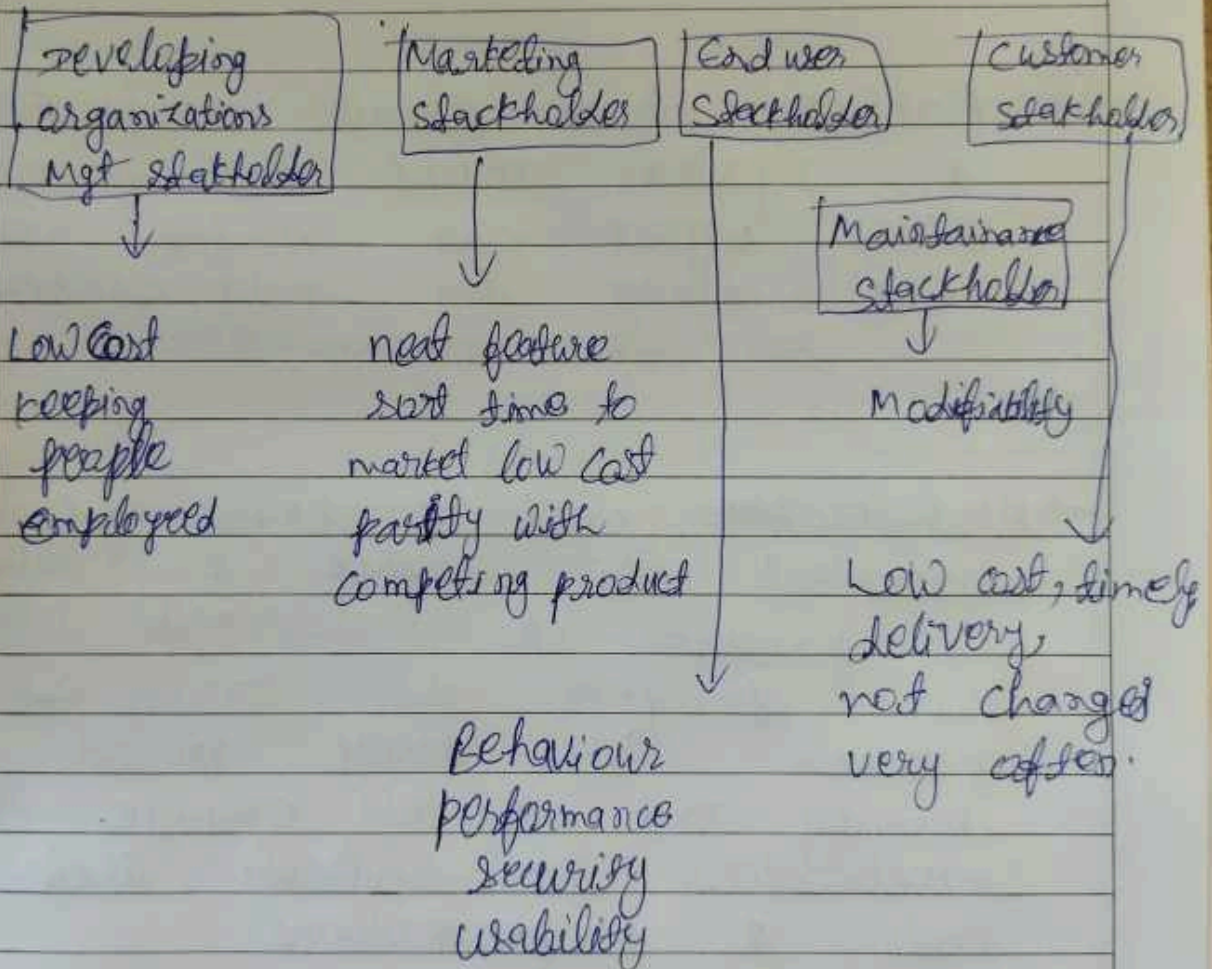 Developing
organizations
Mgt stakholder
Marketing
stackholder
End user
stackholder
Customer
stakholder
Maintainance
stackholder
Low Cost
keeping
people
employeed
neat feature
sort time to
market low cost
parity with
competing product
Modifiability
Low cost, timely
delivery,
not changed
very often.
Behaviour
performance
security
usability